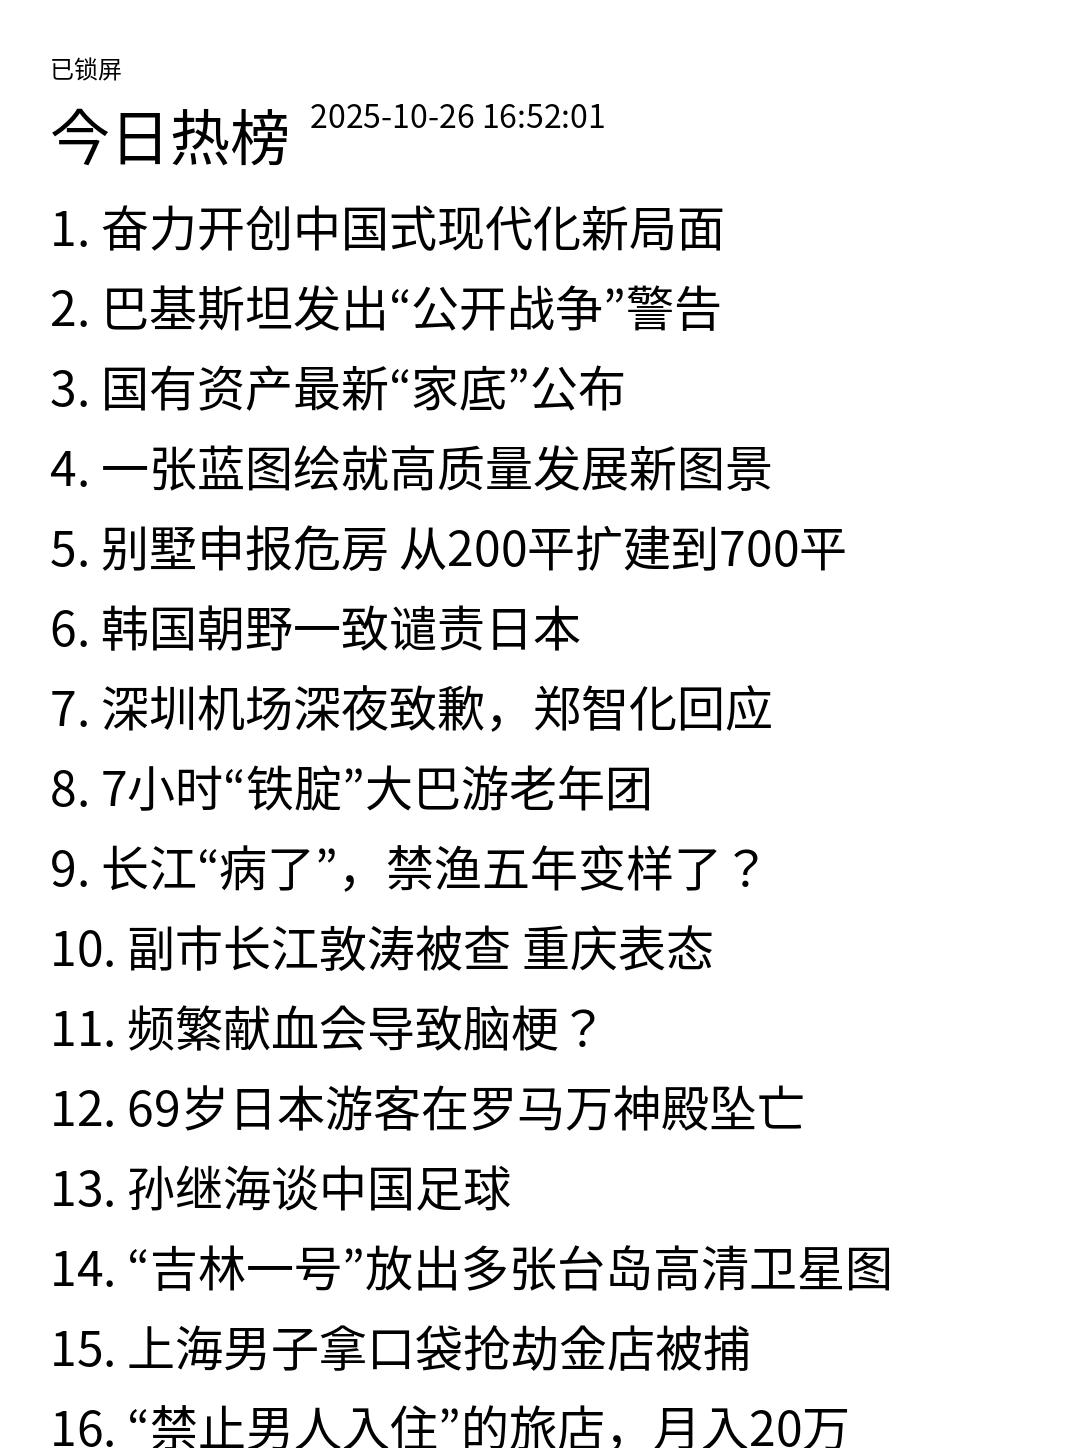 已锁屏
今日热榜 2025-10-26 16:52:01
1. 奋力开创中国式现代化新局面
2. 巴基斯坦发出“公开战争”警告
3. 国有资产最新“家底”公布
4. 一张蓝图绘就高质量发展新图景
5. 别墅申报危房 从200平扩建到700平
6. 韩国朝野一致谴责日本
7. 深圳机场深夜致歉，郑智化回应
8. 7小时“铁腚”大巴游老年团
9. 长江“病了”，禁渔五年变样了？
10. 副市长江敦涛被查 重庆表态
11. 频繁献血会导致脑梗？
12. 69岁日本游客在罗马万神殿坠亡
13. 孙继海谈中国足球
14. “吉林一号”放出多张台岛高清卫星图
15. 上海男子拿口袋抢劫金店被捕
16. “禁止男人入住”的旅店，月入20万